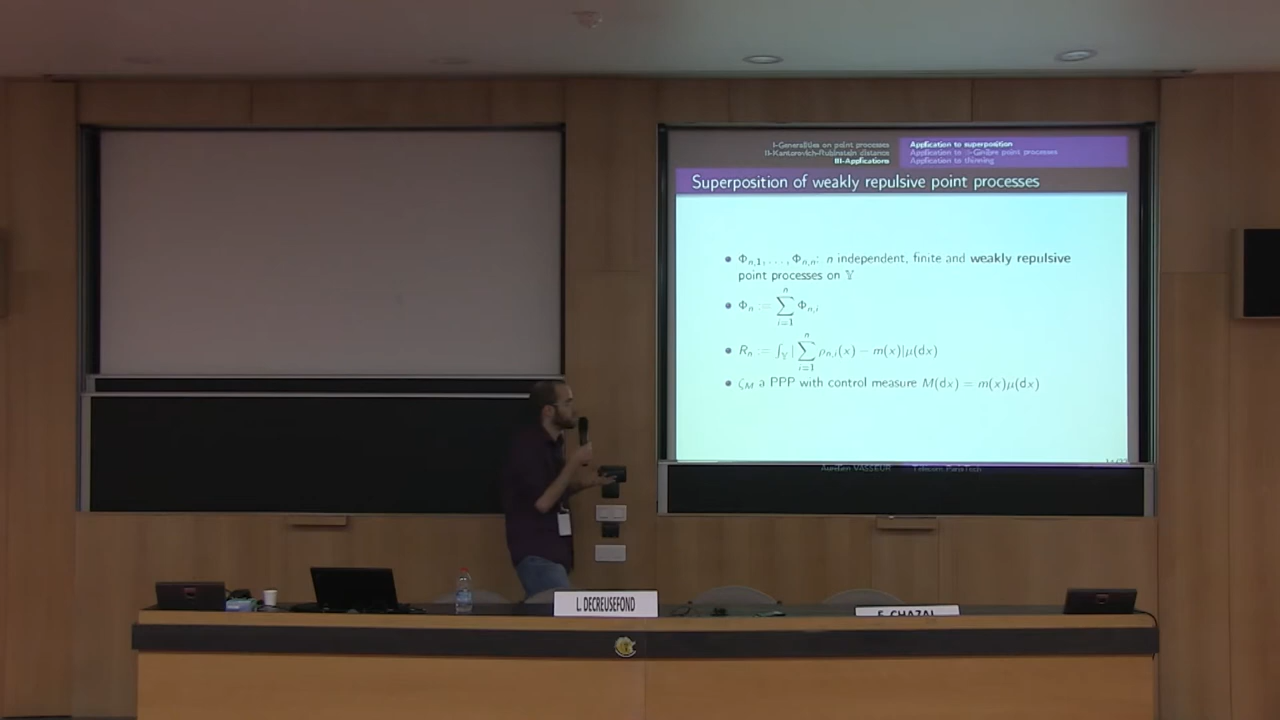 I-Generalities on point processes
II-Kantorovich-Rubinstein distance
III-Applications
Application to superposition
Application to β-Ginibre point processes
Application to thinning
Superposition of weakly repulsive point processes
• Φn,1, . . . , Φn,n: n independent, finite and weakly repulsive
point processes on 𝕐
• Φn := ∑ⁿᵢ₌₁ Φn,i
• Rn := ∫𝕐 | ∑ⁿᵢ₌₁ ρn,i(x) − m(x)|μ(dx)
• ζM a PPP with control measure M(dx) = m(x)μ(dx)
Aurélien VASSEUR Télécom ParisTech
L. DECREUSEFOND
F. CHAZAL